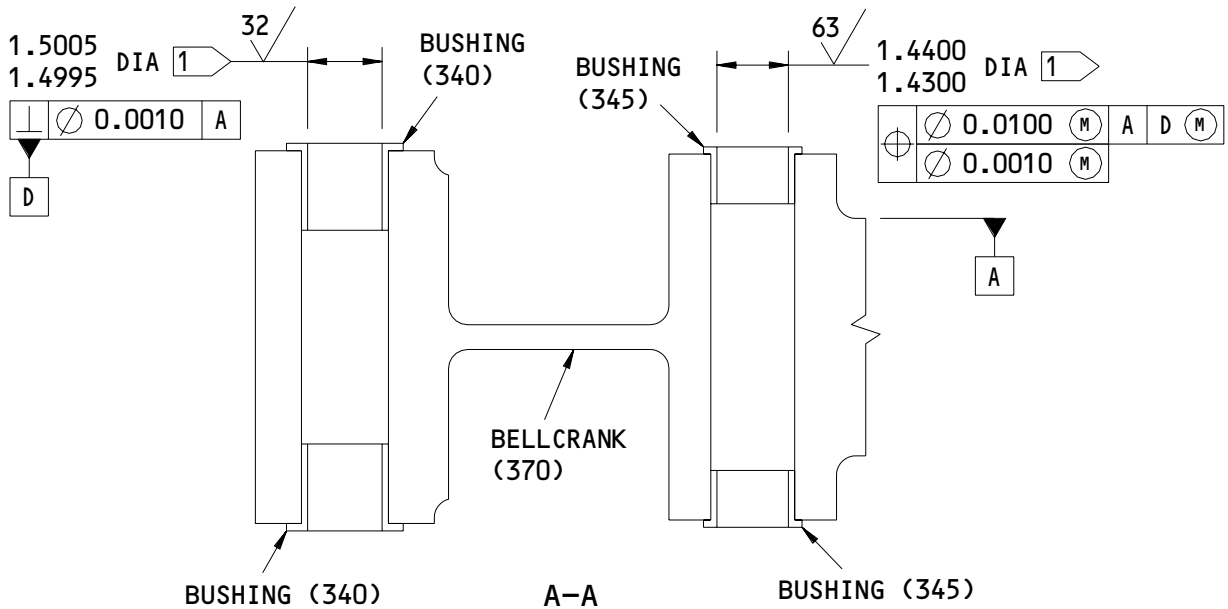 32
1.5005
1.4995
DIA 1
⊥ ∅ 0.0010 A
D
BUSHING
(340)
BUSHING
(345)
63
1.4400
1.4300
DIA 1
⌖ ∅ 0.0100 Ⓜ A D Ⓜ
∅ 0.0010 Ⓜ
A
BELLCRANK
(370)
BUSHING (340)
A-A
BUSHING (345)